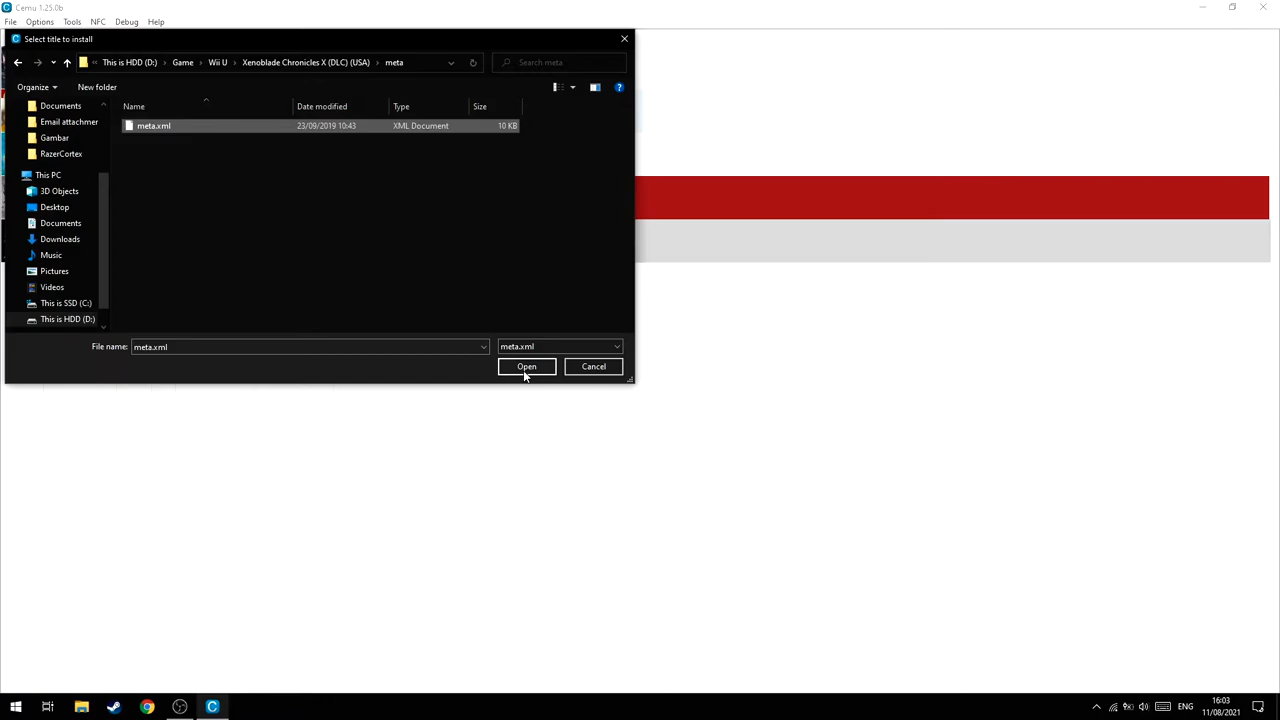 Cemu 1.25.0b
File Options Tools NFC Debug Help
Select title to install
« This is HDD (D:) › Game › Wii U › Xenoblade Chronicles X (DLC) (USA) › meta
Search meta
Organize New folder
Name Date modified Type Size
meta.xml 23/09/2019 10:43 XML Document 10 KB
Documents
Email attachmer
Gambar
RazerCortex
This PC
3D Objects
Desktop
Documents
Downloads
Music
Pictures
Videos
This is SSD (C:)
This is HDD (D:)
File name: meta.xml meta.xml
Open Cancel
ENG
16:03
11/08/2021